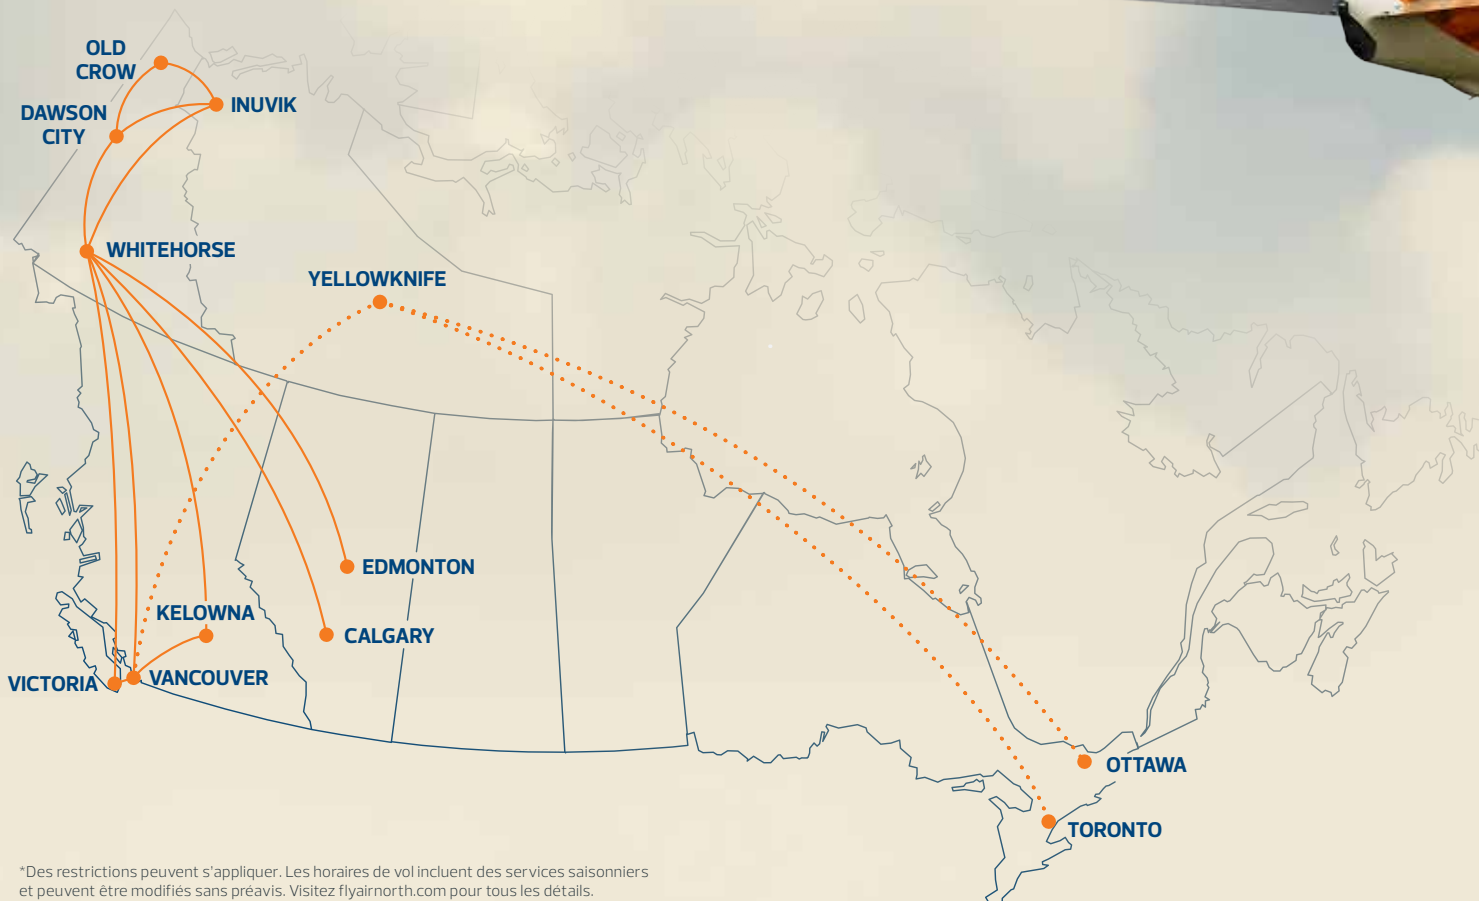 OLD
CROW
INUVIK
DAWSON
CITY
WHITEHORSE
YELLOWKNIFE
EDMONTON
KELOWNA
CALGARY
VANCOUVER
VICTORIA
OTTAWA
TORONTO
*Des restrictions peuvent s’appliquer. Les horaires de vol incluent des services saisonniers
et peuvent être modifiés sans préavis. Visitez flyairnorth.com pour tous les détails.